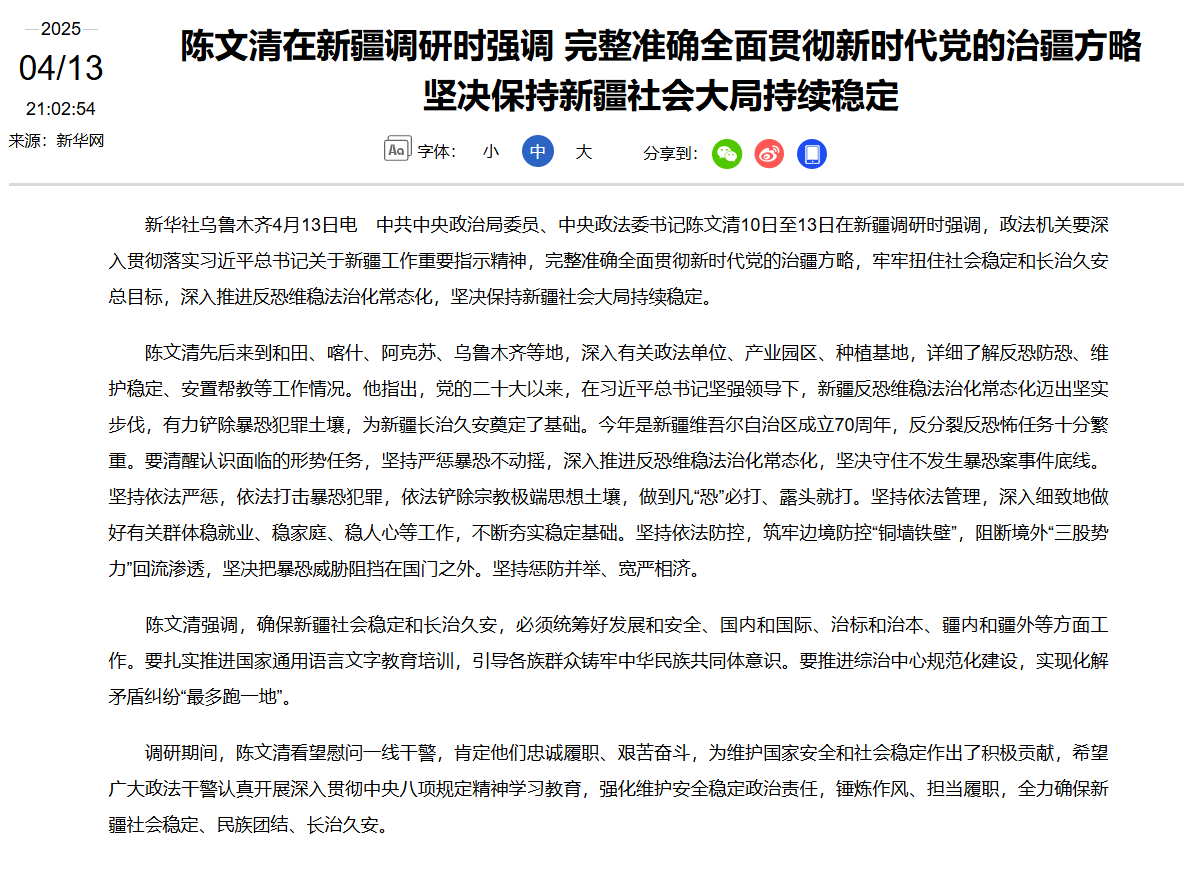 2025
04/13
21:02:54
来源：新华网
陈文清在新疆调研时强调 完整准确全面贯彻新时代党的治疆方略
坚决保持新疆社会大局持续稳定
Aa 字体： 小 中 大 分享到：
新华社乌鲁木齐4月13日电　中共中央政治局委员、中央政法委书记陈文清10日至13日在新疆调研时强调，政法机关要深
入贯彻落实习近平总书记关于新疆工作重要指示精神，完整准确全面贯彻新时代党的治疆方略，牢牢扭住社会稳定和长治久安
总目标，深入推进反恐维稳法治化常态化，坚决保持新疆社会大局持续稳定。
陈文清先后来到和田、喀什、阿克苏、乌鲁木齐等地，深入有关政法单位、产业园区、种植基地，详细了解反恐防恐、维
护稳定、安置帮教等工作情况。他指出，党的二十大以来，在习近平总书记坚强领导下，新疆反恐维稳法治化常态化迈出坚实
步伐，有力铲除暴恐犯罪土壤，为新疆长治久安奠定了基础。今年是新疆维吾尔自治区成立70周年，反分裂反恐怖任务十分繁
重。要清醒认识面临的形势任务，坚持严惩暴恐不动摇，深入推进反恐维稳法治化常态化，坚决守住不发生暴恐案事件底线。
坚持依法严惩，依法打击暴恐犯罪，依法铲除宗教极端思想土壤，做到凡“恐”必打、露头就打。坚持依法管理，深入细致地做
好有关群体稳就业、稳家庭、稳人心等工作，不断夯实稳定基础。坚持依法防控，筑牢边境防控“铜墙铁壁”，阻断境外“三股势
力”回流渗透，坚决把暴恐威胁阻挡在国门之外。坚持惩防并举、宽严相济。
陈文清强调，确保新疆社会稳定和长治久安，必须统筹好发展和安全、国内和国际、治标和治本、疆内和疆外等方面工
作。要扎实推进国家通用语言文字教育培训，引导各族群众铸牢中华民族共同体意识。要推进综治中心规范化建设，实现化解
矛盾纠纷“最多跑一地”。
调研期间，陈文清看望慰问一线干警，肯定他们忠诚履职、艰苦奋斗，为维护国家安全和社会稳定作出了积极贡献，希望
广大政法干警认真开展深入贯彻中央八项规定精神学习教育，强化维护安全稳定政治责任，锤炼作风、担当履职，全力确保新
疆社会稳定、民族团结、长治久安。